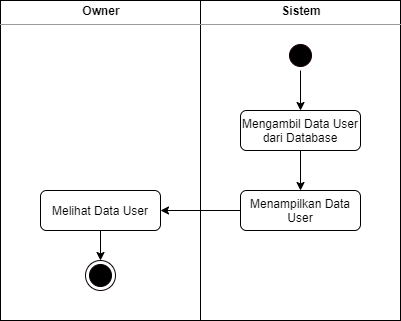 Owner
Sistem
Mengambil Data User
dari Database
Menampilkan Data
User
Melihat Data User